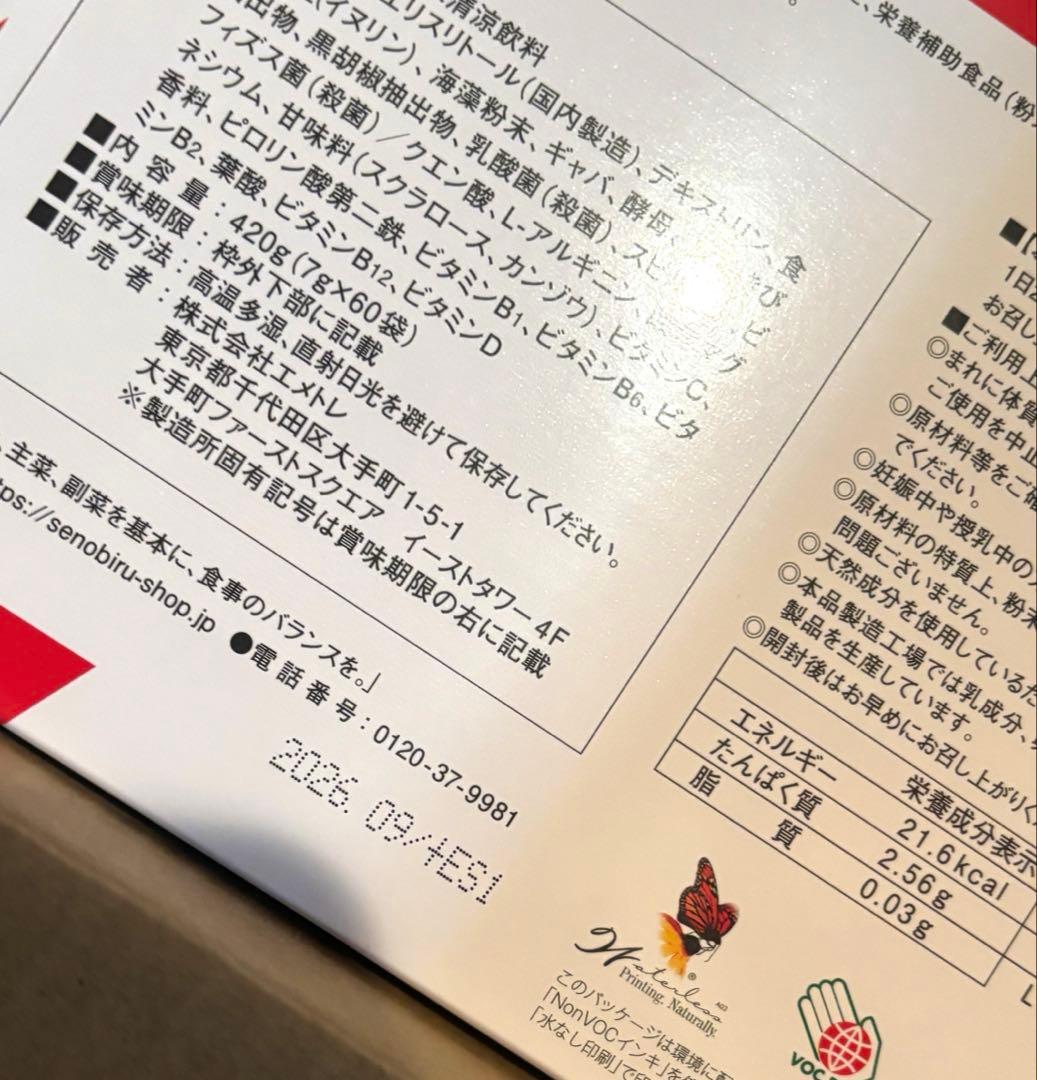 清涼飲料
エリスリトール(国内製造)、デキストリン、食
(イヌリン)、海藻粉末、ギャバ、酵母、 び
出物、黒胡椒抽出物、乳酸菌(殺菌)、スピ
フィズス菌(殺菌)／クエン酸、L-アルギニン、 ビ
ネシウム、甘味料(スクラロース、カンゾウ)、ビタミンC、
香料、ピロリン酸第二鉄、ビタミンB1、ビタミンB6、ビタ
ミンB2、葉酸、ビタミンB12、ビタミンD
■内容量：420g(7g×60袋)
■賞味期限：枠外下部に記載
■保存方法：高温多湿、直射日光を避けて保存してください。
■販売者：株式会社エメトレ
東京都千代田区大手町1-5-1
大手町ファーストスクエア イーストタワー4F
※製造所固有記号は賞味期限の右に記載
、主菜、副菜を基本に、食事のバランスを。」
ps://senobiru-shop.jp ●電話番号：0120-37-9981
2026.09/4ES1
、栄養補助食品(粉
1日
お召し
■ご利用上
◎まれに体質
ご使用を中止
◎原材料等をご確
でください。
◎妊娠中や授乳中の
◎原材料の特質上、粉末
問題ございません。
◎天然成分を使用しているた
◎本品製造工場では乳成分、
製品を生産しています。
◎開封後はお早めにお召し上がりく
栄養成分表示
エネルギー 21.6kcal
たんぱく質 2.56g
脂質 0.03g
Waterless
Printing. Naturally.
このパッケージは環境に配
「NonVOCインキ」を
「水なし印刷」で
VOC